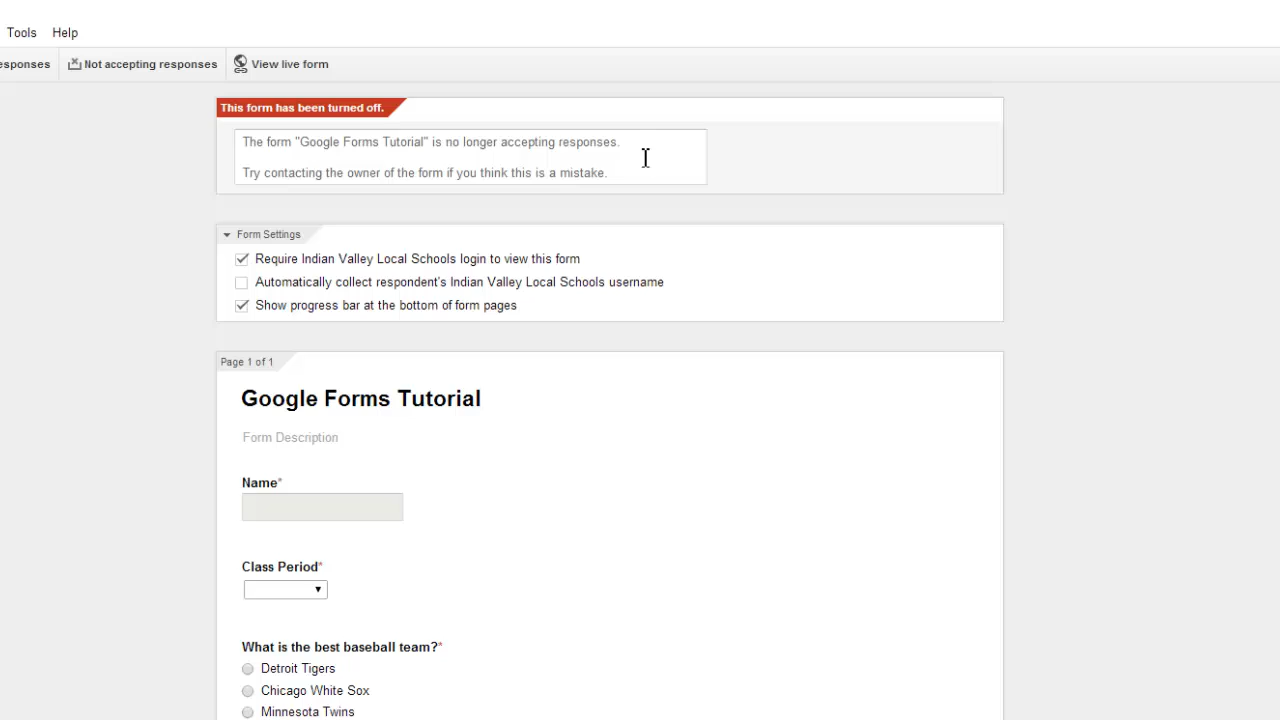 Tools Help
esponses Not accepting responses View live form
This form has been turned off.
The form "Google Forms Tutorial" is no longer accepting responses.
Try contacting the owner of the form if you think this is a mistake.
Form Settings
Require Indian Valley Local Schools login to view this form
Automatically collect respondent's Indian Valley Local Schools username
Show progress bar at the bottom of form pages
Page 1 of 1
Google Forms Tutorial
Form Description
Name*
Class Period*
What is the best baseball team?*
Detroit Tigers
Chicago White Sox
Minnesota Twins